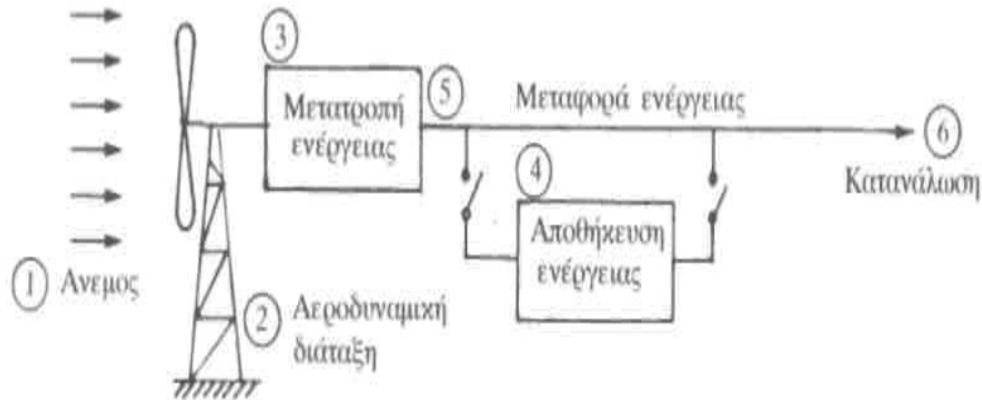 3
Μετατροπή
ενέργειας
5
Μεταφορά ενέργειας
6
Κατανάλωση
4
Αποθήκευση
ενέργειας
1 Ανεμος
2 Αεροδυναμική
διάταξη